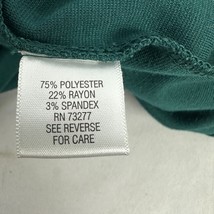 75% POLYESTER
22% RAYON
3% SPANDEX
RN 73277
SEE REVERSE
FOR CARE